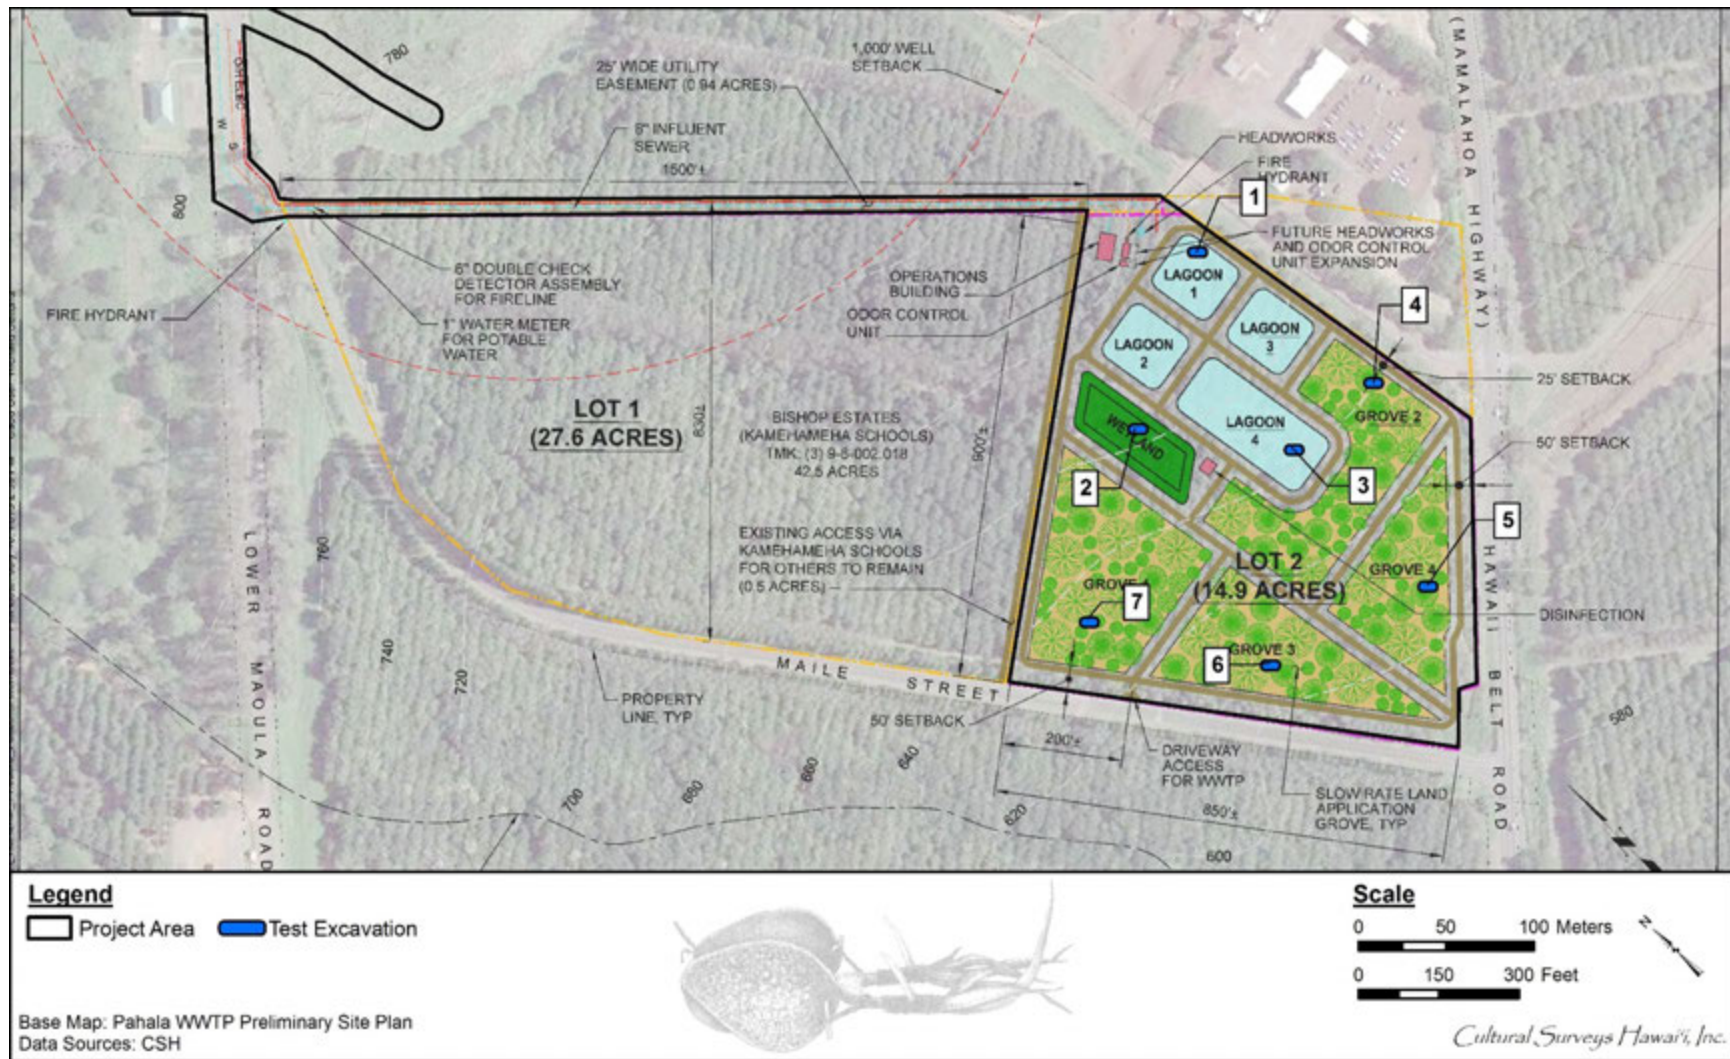 780
1,000' WELL
SETBACK
25' WIDE UTILITY
EASEMENT (0.94 ACRES)
8" INFLUENT
SEWER
1500'±
W
S
800
HEADWORKS
FIRE
HYDRANT
1
FUTURE HEADWORKS
AND ODOR CONTROL
UNIT EXPANSION
(MAMALAHOA HIGHWAY)
6" DOUBLE CHECK
DETECTOR ASSEMBLY
FOR FIRELINE
OPERATIONS
BUILDING
ODOR CONTROL
UNIT
FIRE HYDRANT
1" WATER METER
FOR POTABLE
WATER
LAGOON
1
LAGOON
2
LAGOON
3
4
25' SETBACK
LOT 1
(27.6 ACRES)
BISHOP ESTATES
(KAMEHAMEHA SCHOOLS)
TMK: (3) 9-6-002:018
42.5 ACRES
LAGOON
4
GROVE 2
WETLAND
50' SETBACK
2
3
5
EXISTING ACCESS VIA
KAMEHAMEHA SCHOOLS
FOR OTHERS TO REMAIN
(0.5 ACRES)
LOT 2
(14.9 ACRES)
GROVE 1
GROVE 4
7
DISINFECTION
6
GROVE 3
760
740
720
LOWER MAOULA ROAD
MAILE STREET
HAWAII BELT ROAD
PROPERTY
LINE, TYP
50' SETBACK
200'±
DRIVEWAY
ACCESS
FOR WWTP
SLOW RATE LAND
APPLICATION
GROVE, TYP
850'±
700
680
660
640
620
600
580
Legend
Project Area
Test Excavation
Base Map: Pahala WWTP Preliminary Site Plan
Data Sources: CSH
Scale
0 50 100 Meters
0 150 300 Feet
N
Cultural Surveys Hawai'i, Inc.